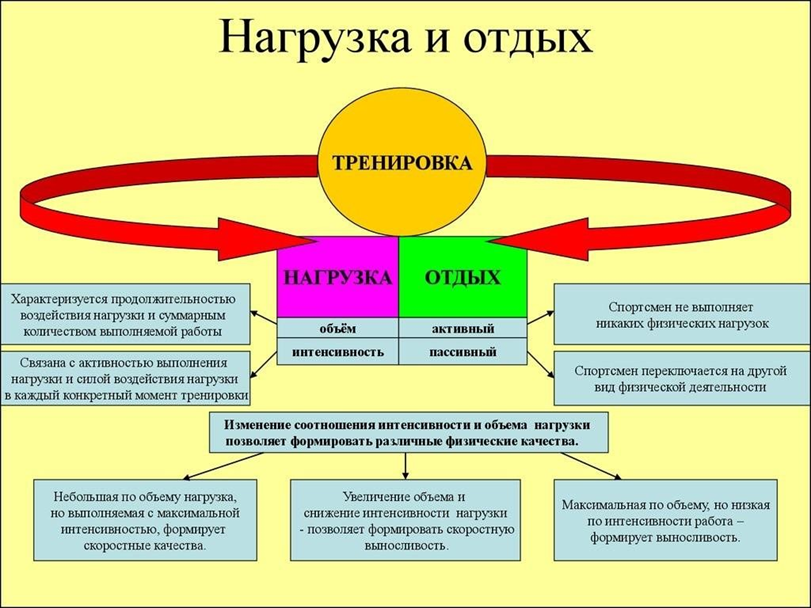 Нагрузка и отдых
ТРЕНИРОВКА
НАГРУЗКА
ОТДЫХ
объём
активный
интенсивность
пассивный
Характеризуется продолжительностью
воздействия нагрузки и суммарным
количеством выполняемой работы
Спортсмен не выполняет
никаких физических нагрузок
Связана с активностью выполнения
нагрузки и силой воздействия нагрузки
в каждый конкретный момент тренировки
Спортсмен переключается на другой
вид физической деятельности
Изменение соотношения интенсивности и объема нагрузки
позволяет формировать различные физические качества.
Небольшая по объему нагрузка,
но выполняемая с максимальной
интенсивностью, формирует
скоростные качества.
Увеличение объема и
снижение интенсивности нагрузки
- позволяет формировать скоростную
выносливость.
Максимальная по объему, но низкая
по интенсивности работа –
формирует выносливость.